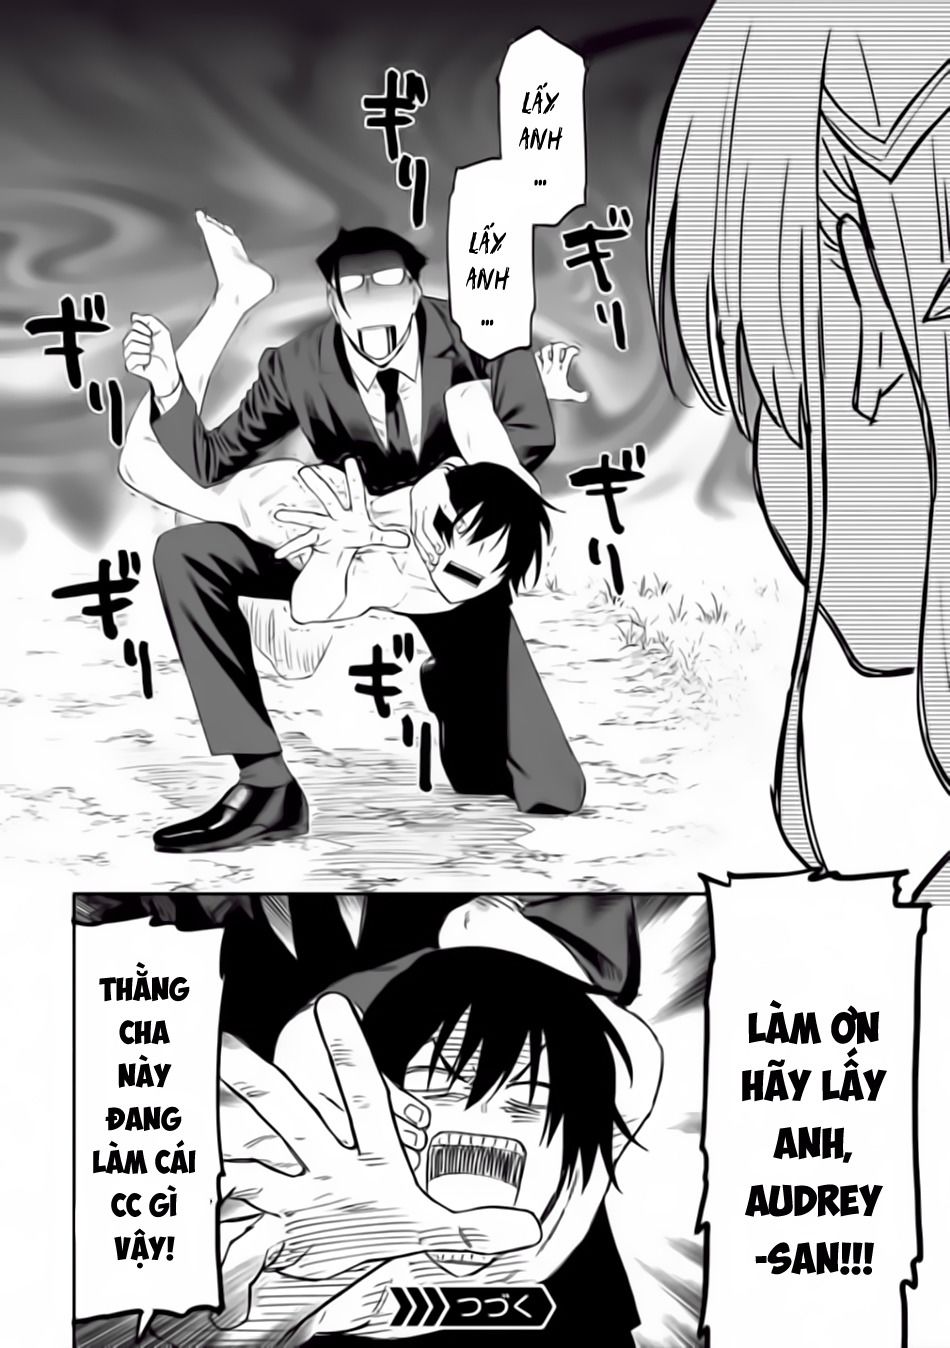 LẤY
ANH
...
LẤY
ANH
...
ギリ
ギリ
ギリ
ギリ
ギリ
ギリ
LÀM ƠN
HÃY LẤY
ANH,
AUDREY
-SAN!!!
THẰNG
CHA
NÀY
ĐANG
LÀM CÁI
CC GÌ
VẬY!
つづく